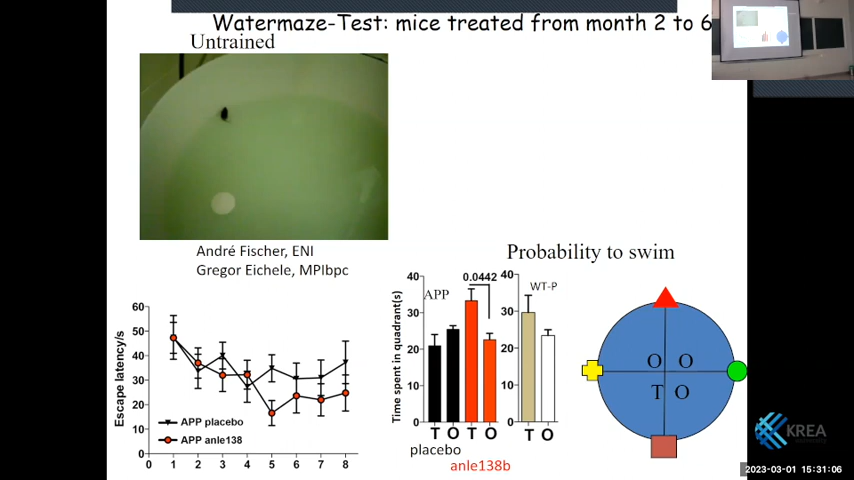 Watermaze-Test: mice treated from month 2 to 6
Untrained
André Fischer, ENI
Gregor Eichele, MPIbpc
Probability to swim
Escape latency/s
60
50
40
30
20
10
0
APP placebo
APP anle138
0 1 2 3 4 5 6 7 8
Time spent in quadrant(s)
40
30
20
10
0
APP
0.0442
T O T O
placebo
anle138b
40
30
20
10
0
WT-P
T O
O O
T O
KREA
2023-03-01 15:31:06